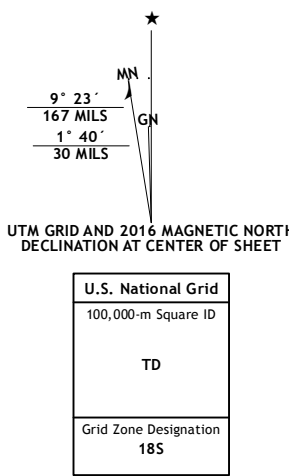 ★
MN
GN
9° 23´
167 MILS
1° 40´
30 MILS
UTM GRID AND 2016 MAGNETIC NORTH
DECLINATION AT CENTER OF SHEET
U.S. National Grid
100,000-m Square ID
TD
Grid Zone Designation
18S